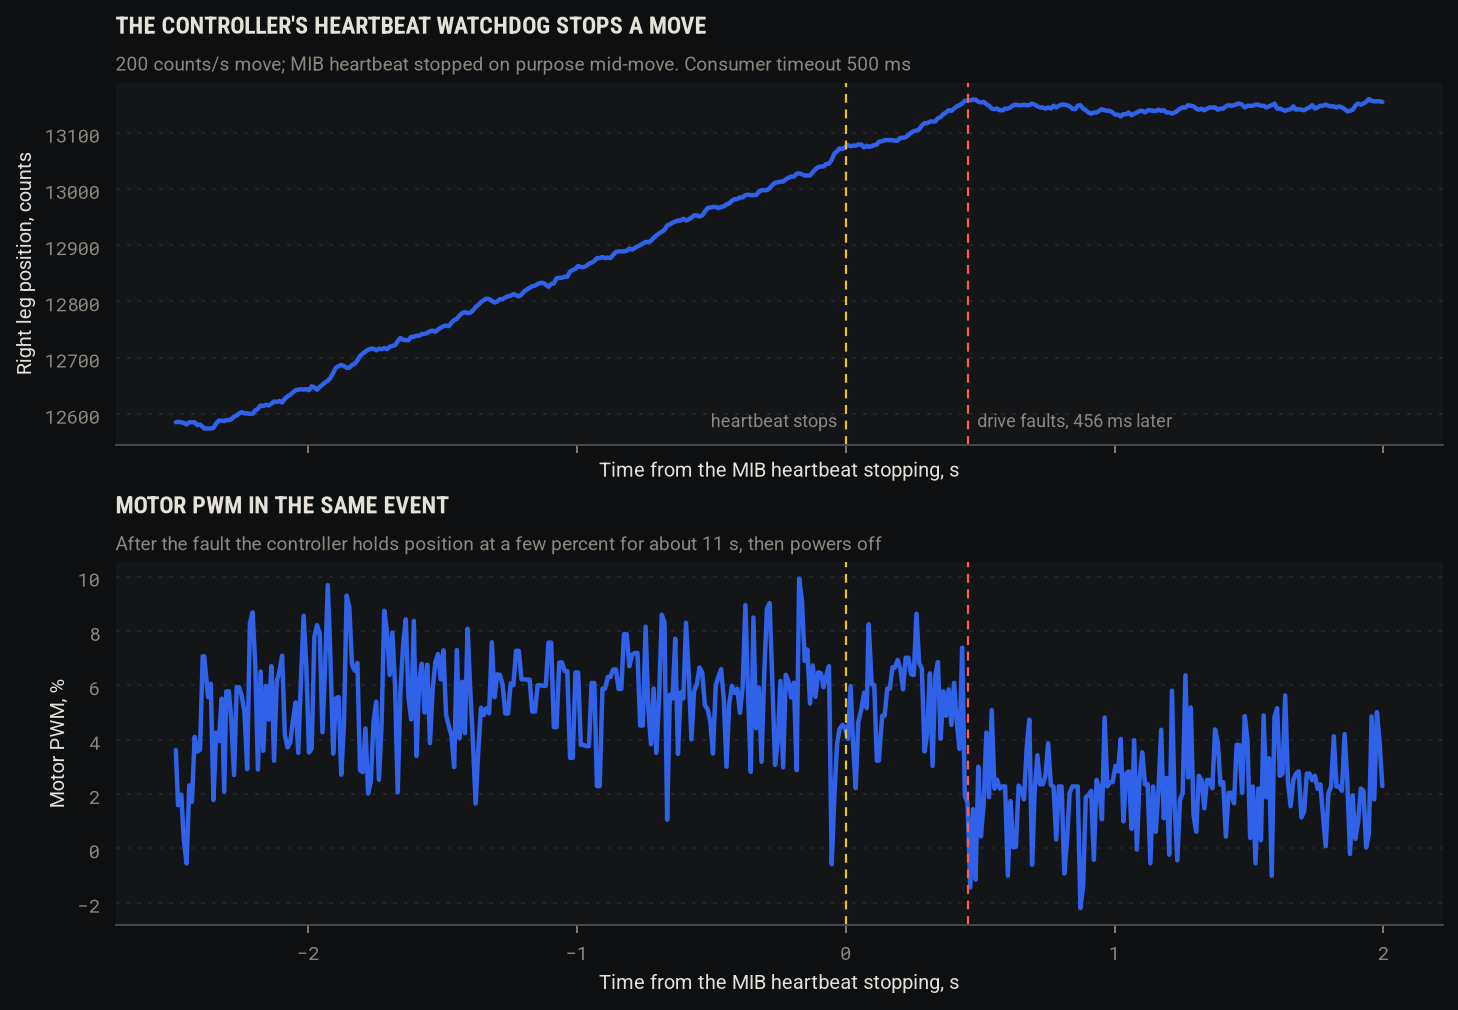 THE CONTROLLER'S HEARTBEAT WATCHDOG STOPS A MOVE
200 counts/s move; MIB heartbeat stopped on purpose mid-move. Consumer timeout 500 ms
Right leg position, counts
13100
13000
12900
12800
12700
12600
heartbeat stops
drive faults, 456 ms later
Time from the MIB heartbeat stopping, s
MOTOR PWM IN THE SAME EVENT
After the fault the controller holds position at a few percent for about 11 s, then powers off
Motor PWM, %
10
8
6
4
2
0
−2
−2 −1 0 1 2
Time from the MIB heartbeat stopping, s